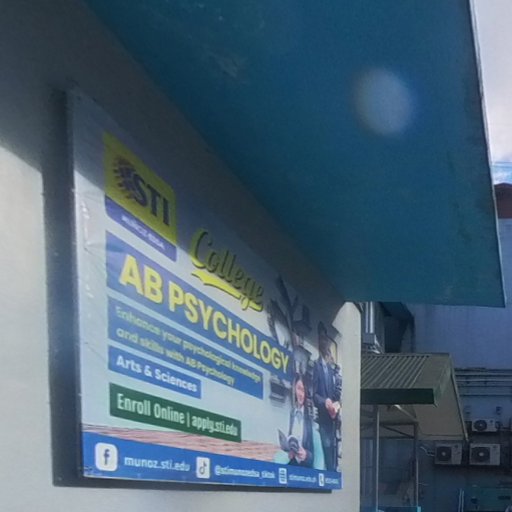 STI
MUÑOZ-EDSA
College
AB PSYCHOLOGY
Enhance your psychological knowledge
and skills with AB Psychology
Arts & Sciences
Enroll Online | apply.sti.edu
munoz.sti.edu @stimunozedsa_tiktok